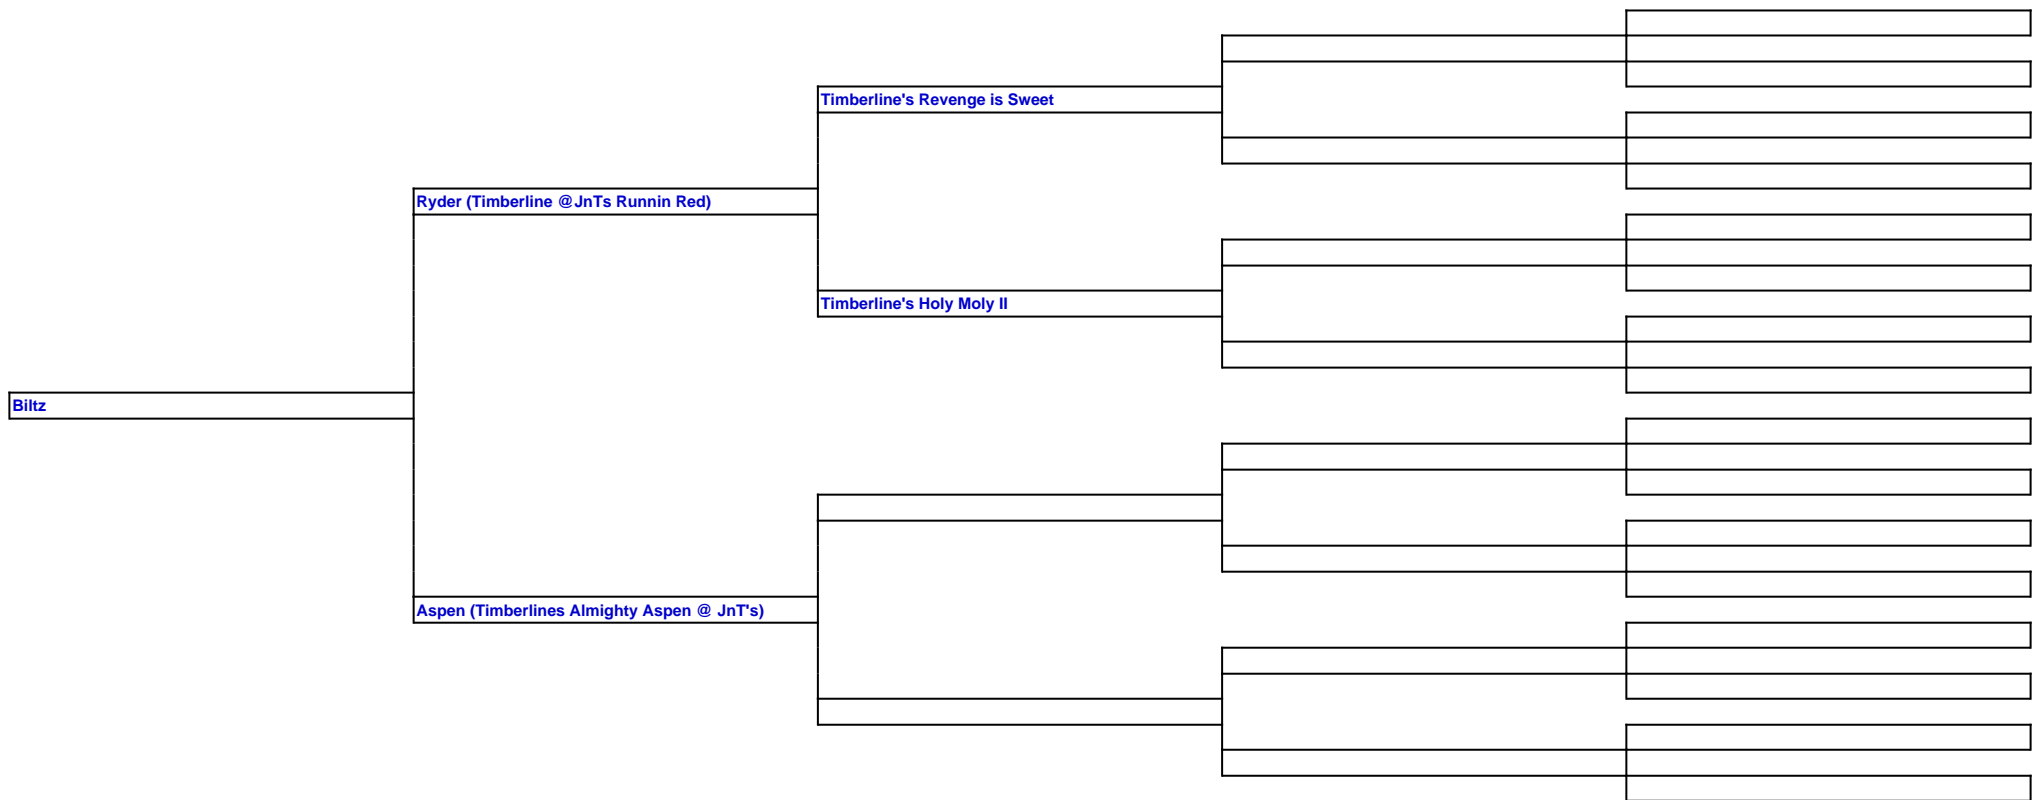 Timberline's Revenge is Sweet
Ryder (Timberline @JnTs Runnin Red)
Timberline's Holy Moly II
Biltz
Aspen (Timberlines Almighty Aspen @ JnT's)